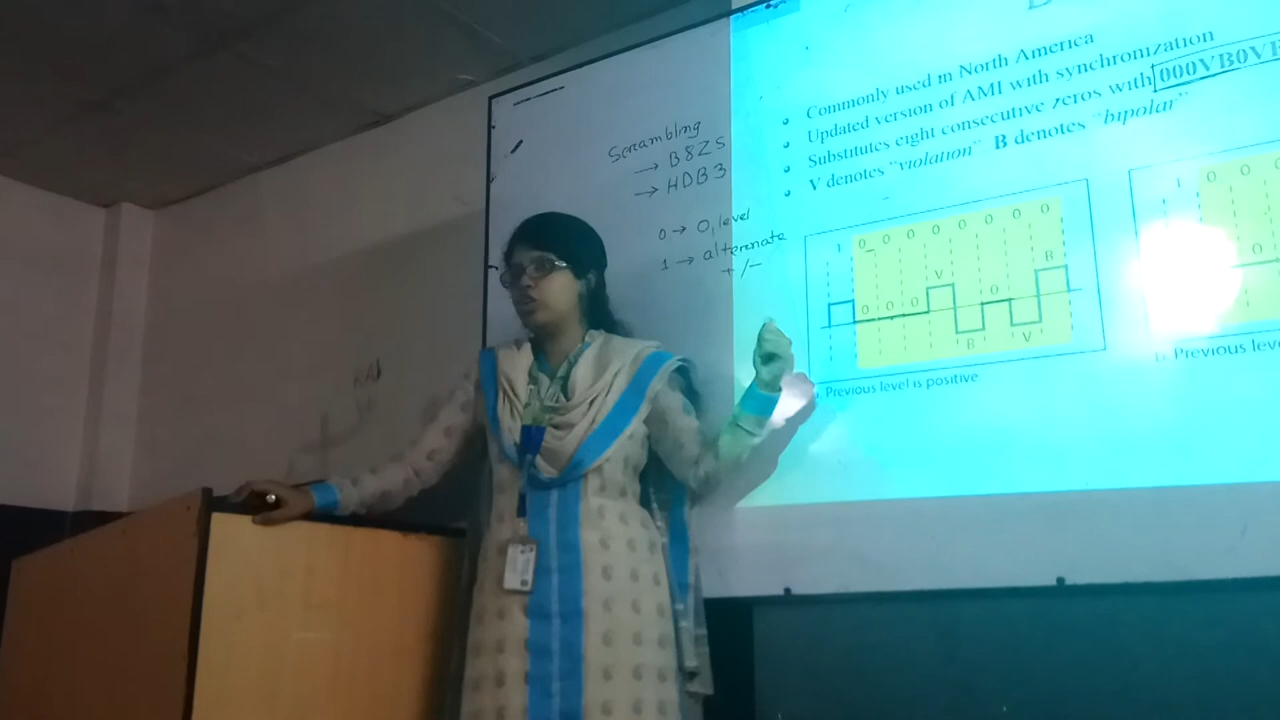 Scrambling
→ B8ZS
→ HDB3
0 → 0, level
1 → alternate
+/-
Commonly used in North America
Updated version of AMI with synchronization
Substitutes eight consecutive zeros with 000VB0VB
V denotes "violation" B denotes "bipolar"
1 0 0 0 0 0 0 0 0
0 0 0 V B 0 V B
Previous level is positive
1 0 0
0
Previous leve